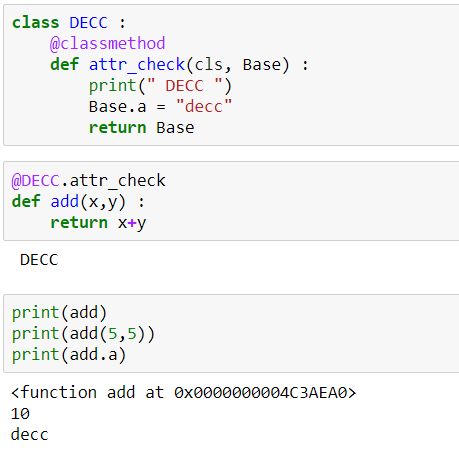 class DECC :
    @classmethod
    def attr_check(cls, Base) :
        print(" DECC ")
        Base.a = "decc"
        return Base
@DECC.attr_check
def add(x,y) :
    return x+y
 DECC
print(add)
print(add(5,5))
print(add.a)
<function add at 0x0000000004C3AEA0>
10
decc